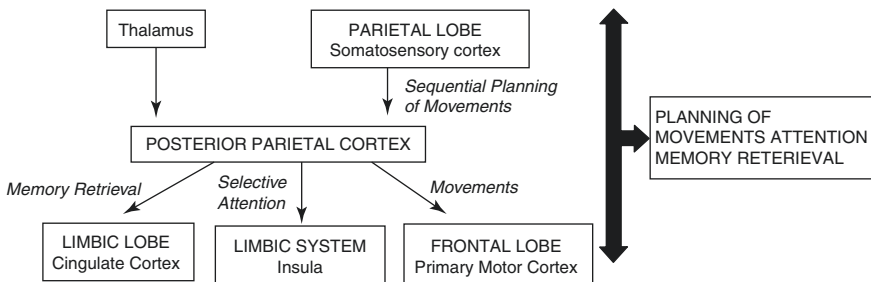 Thalamus
PARIETAL LOBE
Somatosensory cortex
Sequential Planning
of Movements
POSTERIOR PARIETAL CORTEX
PLANNING OF
MOVEMENTS ATTENTION
MEMORY RETERIEVAL
Memory Retrieval
Selective
Attention
Movements
LIMBIC LOBE
Cingulate Cortex
LIMBIC SYSTEM
Insula
FRONTAL LOBE
Primary Motor Cortex